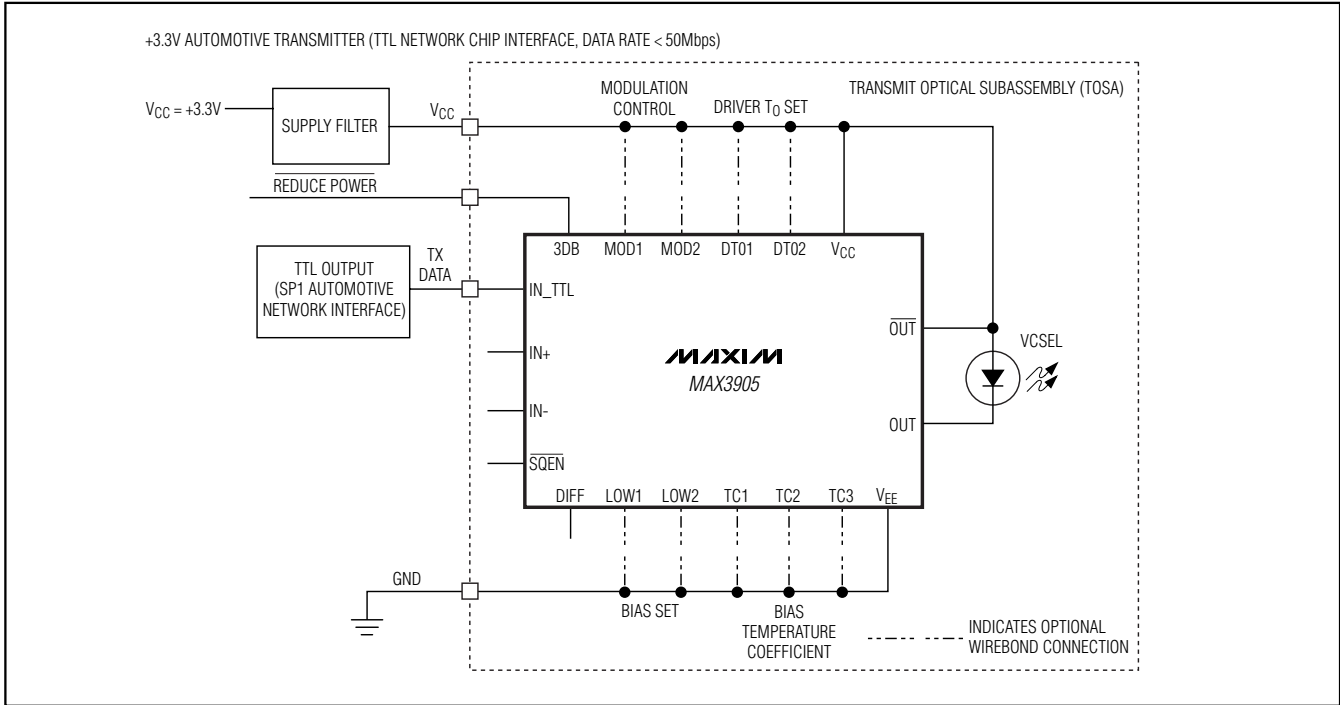 +3.3V AUTOMOTIVE TRANSMITTER (TTL NETWORK CHIP INTERFACE, DATA RATE < 50Mbps)
TRANSMIT OPTICAL SUBASSEMBLY (TOSA)
MODULATION
CONTROL
DRIVER T0 SET
VCC = +3.3V
SUPPLY FILTER
VCC
REDUCE POWER
3DB MOD1 MOD2 DT01 DT02 VCC
TTL OUTPUT
(SP1 AUTOMOTIVE
NETWORK INTERFACE)
TX
DATA
IN_TTL
IN+
IN-
SQEN
MAXIM
MAX3905
OUT
OUT
VCSEL
DIFF LOW1 LOW2 TC1 TC2 TC3 VEE
GND
BIAS SET
BIAS
TEMPERATURE
COEFFICIENT
INDICATES OPTIONAL
WIREBOND CONNECTION